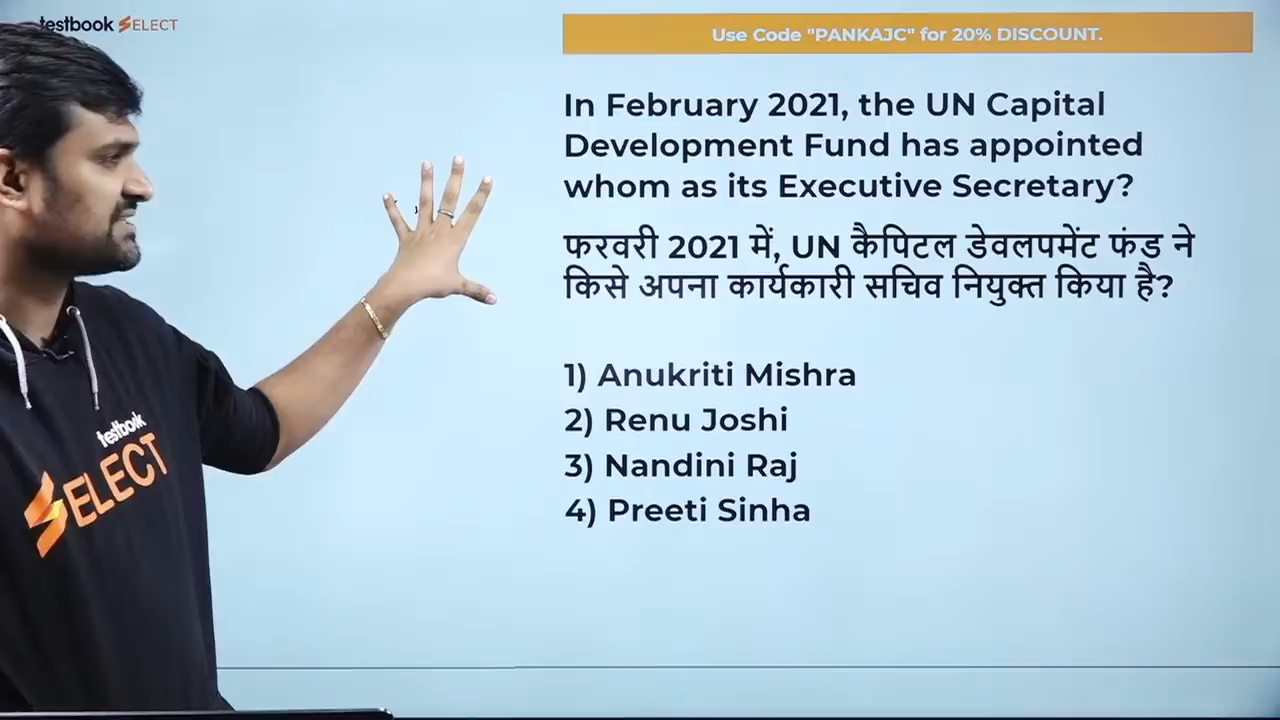 testbook SELECT
Use Code "PANKAJC" for 20% DISCOUNT.
In February 2021, the UN Capital
Development Fund has appointed
whom as its Executive Secretary?
फरवरी 2021 में, UN कैपिटल डेवलपमेंट फंड ने
किसे अपना कार्यकारी सचिव नियुक्त किया है?
1) Anukriti Mishra
2) Renu Joshi
3) Nandini Raj
4) Preeti Sinha
testbook
SELECT